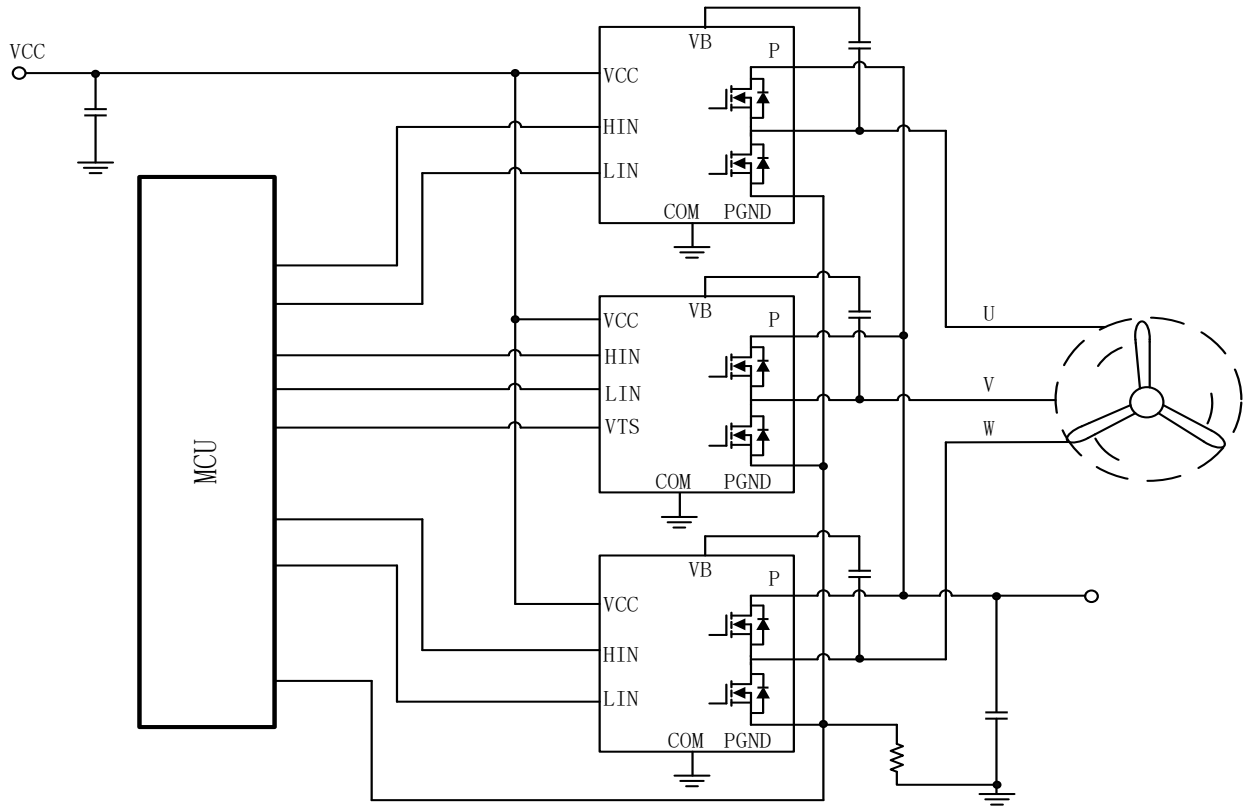 VCC
VB
P
VCC
HIN
LIN
COM PGND
VB
P
VCC
HIN
LIN
VTS
COM PGND
U
V
W
MCU
VB
P
VCC
HIN
LIN
COM PGND